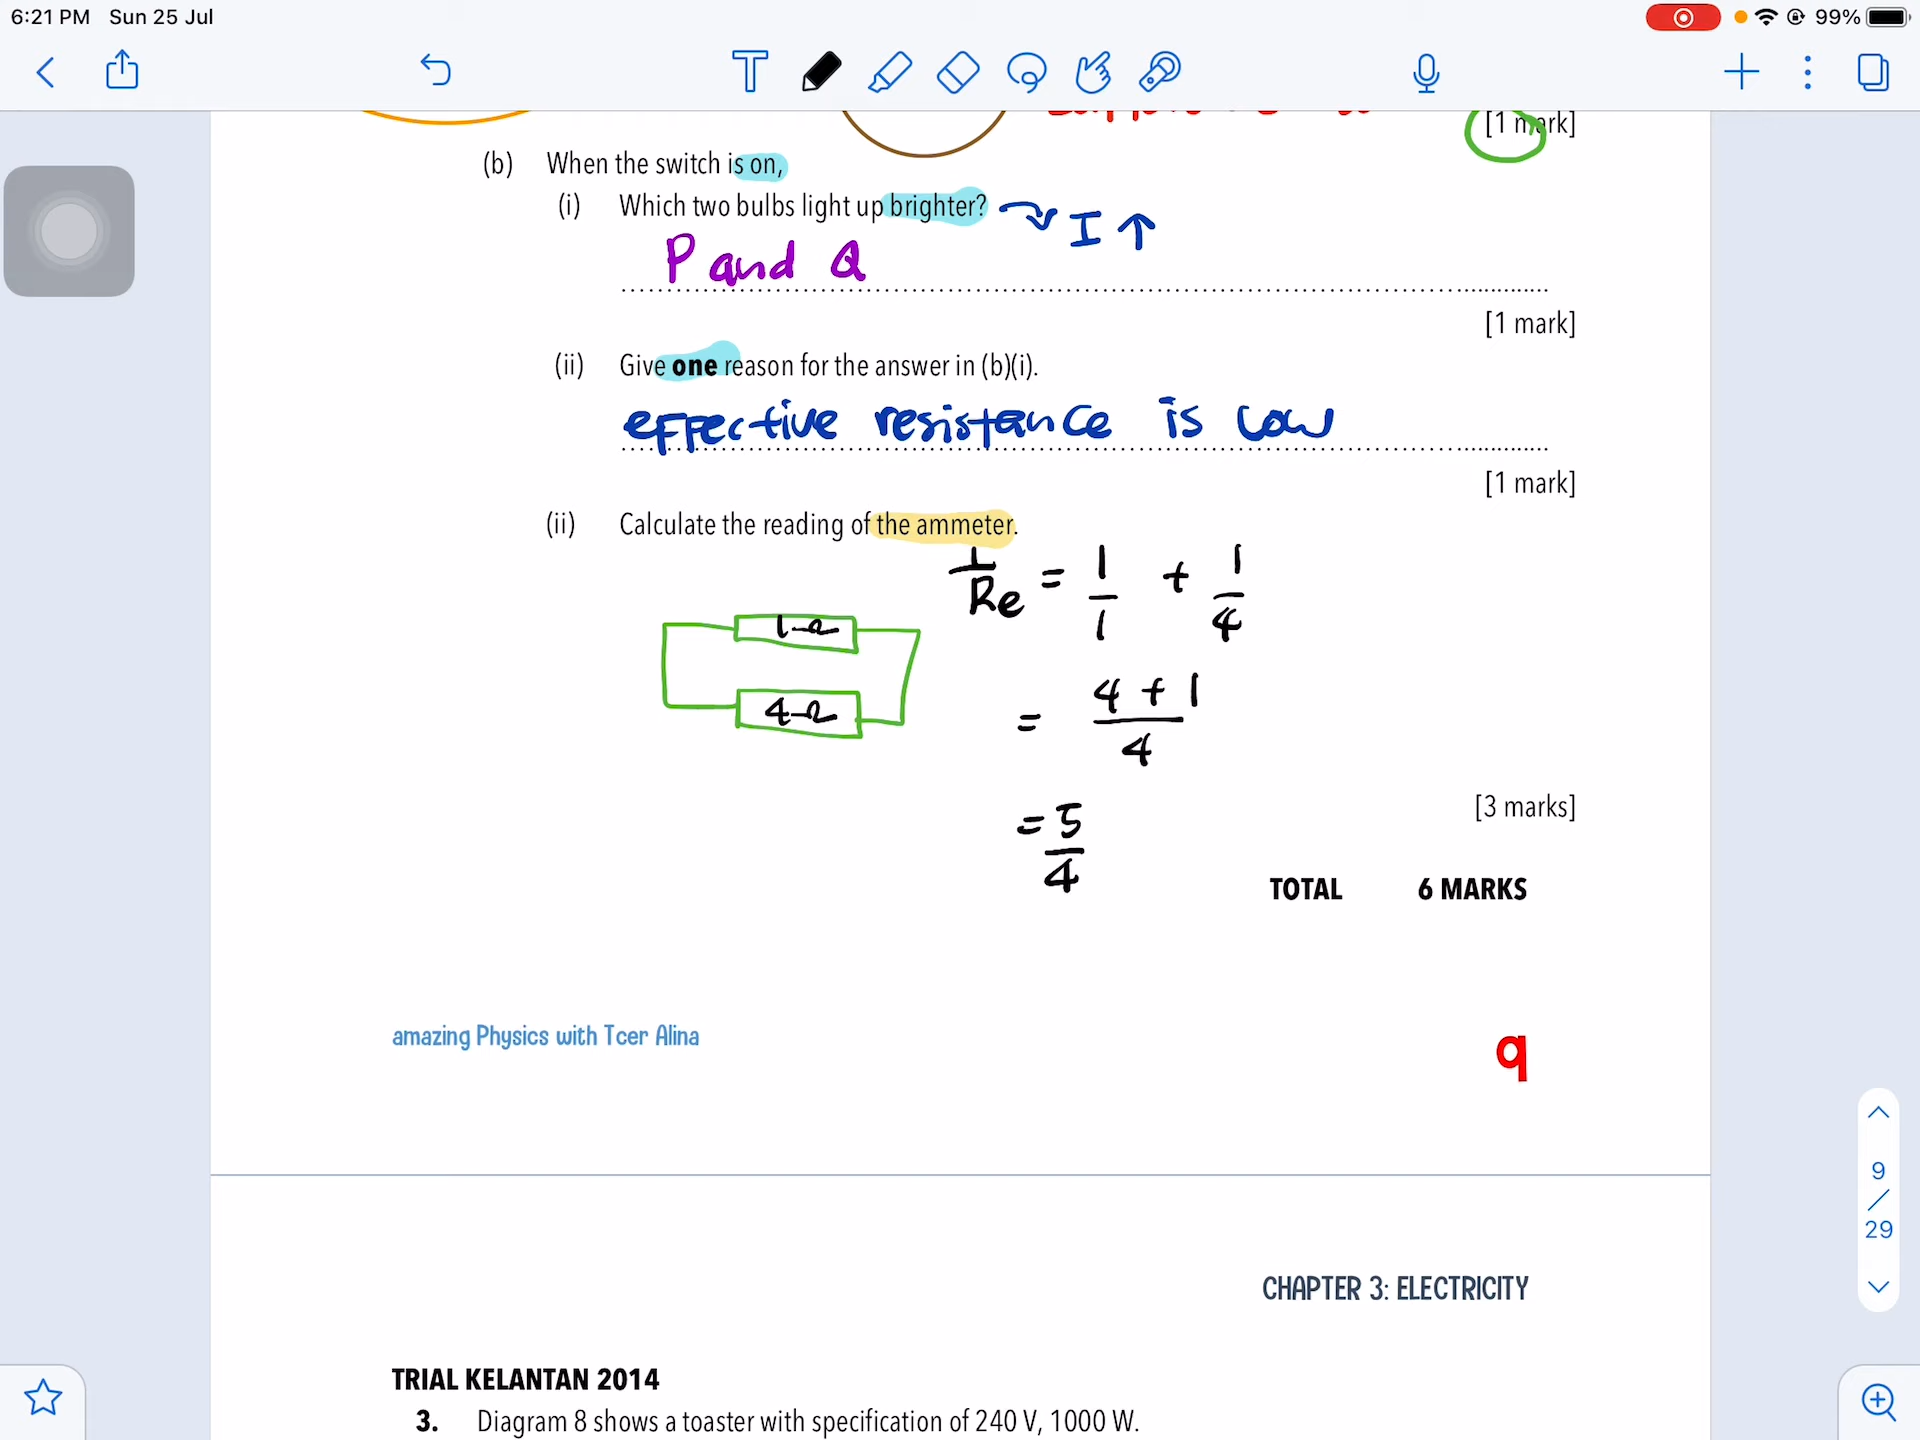 6:21 PM Sun 25 Jul 99%
[1 mark]
(b) When the switch is on,
(i) Which two bulbs light up brighter? I ↑
P and Q
[1 mark]
(ii) Give one reason for the answer in (b)(i).
effective resistance is low
[1 mark]
(ii) Calculate the reading of the ammeter.
1/Re = 1/1 + 1/4
1Ω
4Ω
= 4+1/4
= 5/4
[3 marks]
TOTAL 6 MARKS
amazing Physics with Tcer Alina
9
9
/
29
CHAPTER 3: ELECTRICITY
TRIAL KELANTAN 2014
3. Diagram 8 shows a toaster with specification of 240 V, 1000 W.